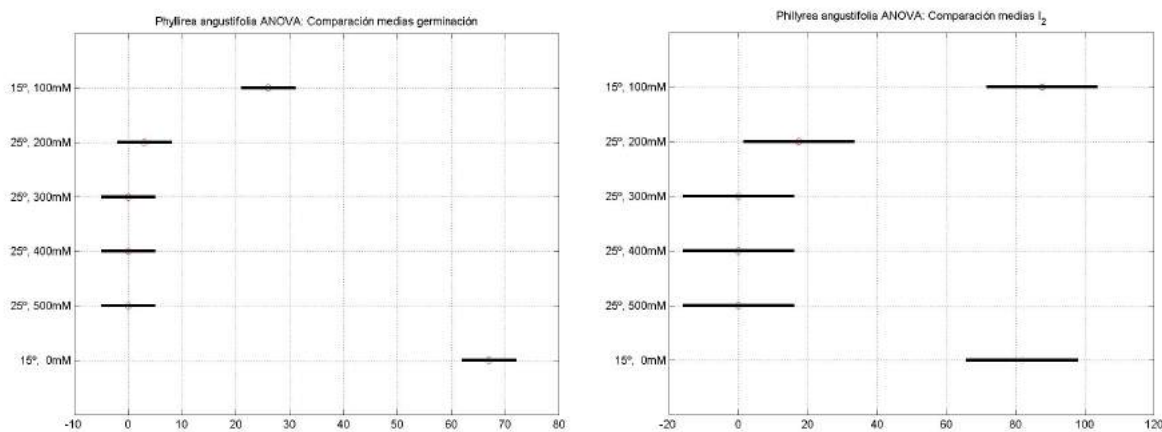 Phyllirea angustifolia ANOVA: Comparación medias germinación
15º, 100mM
25º, 200mM
25º, 300mM
25º, 400mM
25º, 500mM
15º, 0mM
-10 0 10 20 30 40 50 60 70 80
Phillyrea angustifolia ANOVA: Comparación medias I2
15º, 100mM
25º, 200mM
25º, 300mM
25º, 400mM
25º, 500mM
15º, 0mM
-20 0 20 40 60 80 100 120